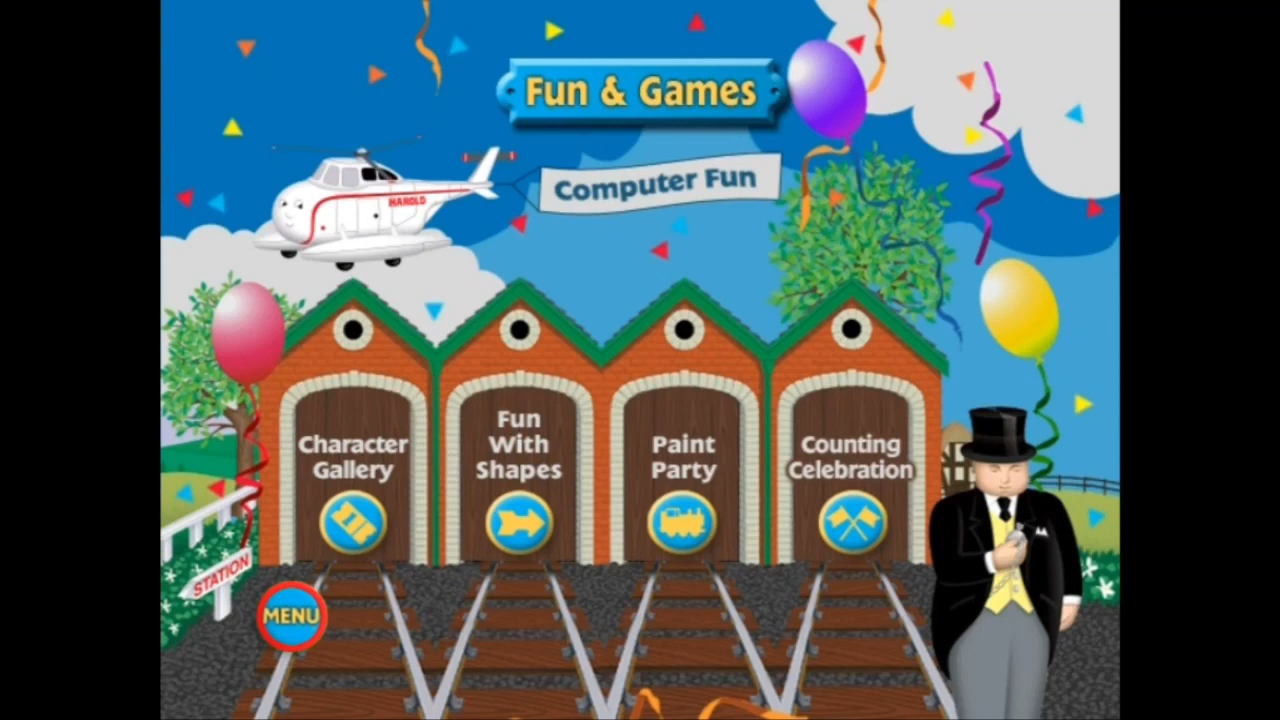 Fun & Games
Computer Fun
HAROLD
Character
Gallery
Fun
With
Shapes
Paint
Party
Counting
Celebration
STATION
MENU